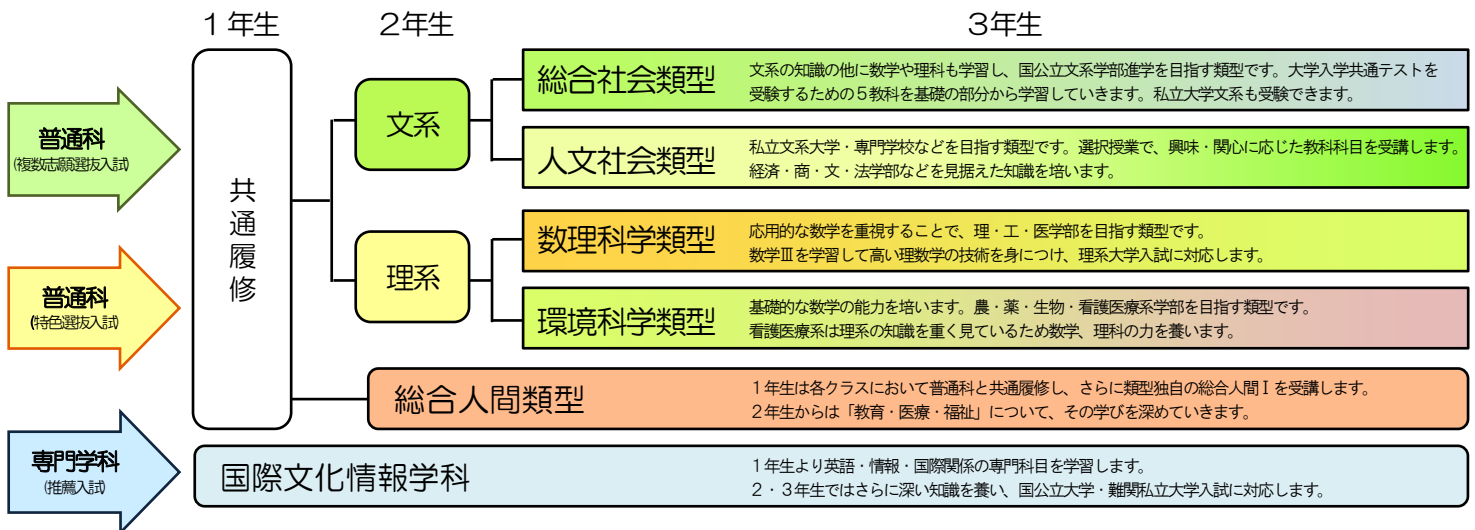 １年生
２年生
３年生
普通科
(複数志願選抜入試)
普通科
(特色選抜入試)
専門学科
(推薦入試)
共通履修
文系
理系
総合社会類型
文系の知識の他に数学や理科も学習し、国公立文系学部進学を目指す類型です。大学入学共通テストを
受験するための５教科を基礎の部分から学習していきます。私立大学文系も受験できます。
人文社会類型
私立文系大学・専門学校などを目指す類型です。選択授業で、興味・関心に応じた教科科目を受講します。
経済・商・文・法学部などを見据えた知識を培います。
数理科学類型
応用的な数学を重視することで、理・工・医学部を目指す類型です。
数学Ⅲを学習して高い理数学の技術を身につけ、理系大学入試に対応します。
環境科学類型
基礎的な数学の能力を培います。農・薬・生物・看護医療系学部を目指す類型です。
看護医療系は理系の知識を重く見ているため数学、理科の力を養います。
総合人間類型
１年生は各クラスにおいて普通科と共通履修し、さらに類型独自の総合人間Ⅰを受講します。
２年生からは「教育・医療・福祉」について、その学びを深めていきます。
国際文化情報学科
１年生より英語・情報・国際関係の専門科目を学習します。
２・３年生ではさらに深い知識を養い、国公立大学・難関私立大学入試に対応します。